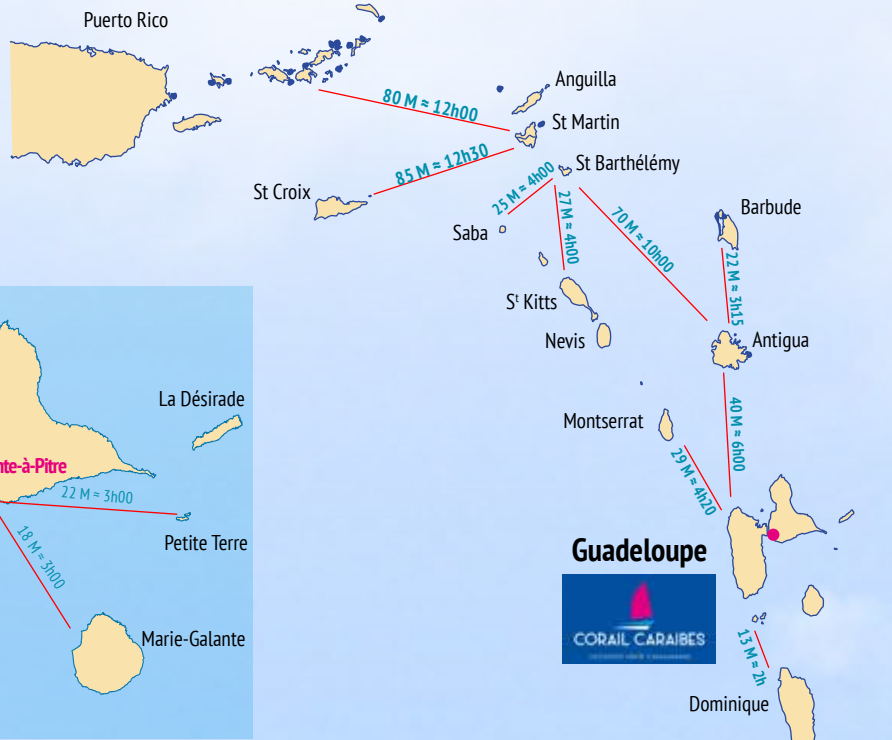 Puerto Rico
Anguilla
80 M ≈ 12h00
St Martin
85 M ≈ 12h30
St Barthélémy
St Croix
25 M ≈ 4h00
27 M ≈ 4h00
70 M ≈ 10h00
Barbude
Saba
22 M ≈ 3h15
Sᵗ Kitts
Nevis
Antigua
La Désirade
40 M ≈ 6h00
Montserrat
29 M ≈ 4h20
nte-à-Pitre
22 M ≈ 3h00
18 M ≈ 3h00
Petite Terre
Guadeloupe
CORAIL CARAIBES
Marie-Galante
13 M ≈ 2h
Dominique